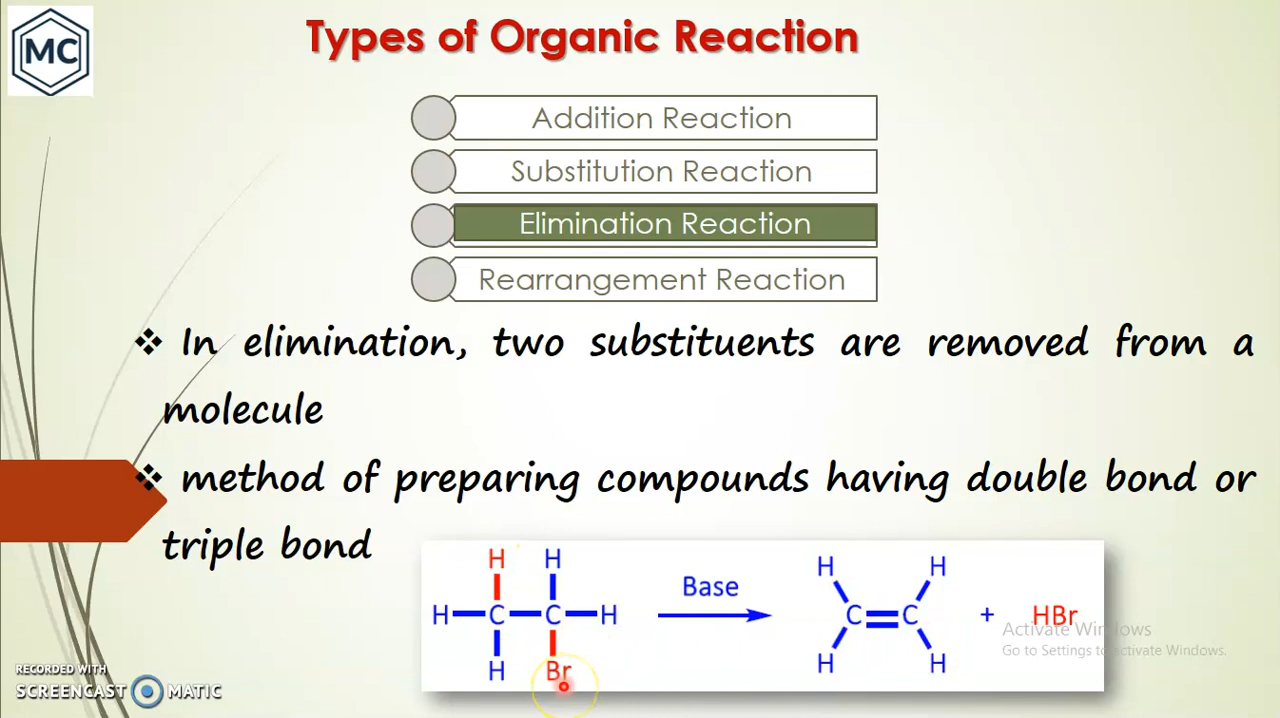 MC
Types of Organic Reaction
Addition Reaction
Substitution Reaction
Elimination Reaction
Rearrangement Reaction
❖ In elimination, two substituents are removed from a
molecule
❖ method of preparing compounds having double bond or
triple bond
H H H H
Base
H C C H C C + HBr
H Br H H
Activate Windows
Go to Settings to activate Windows.
RECORDED WITH
SCREENCAST MATIC